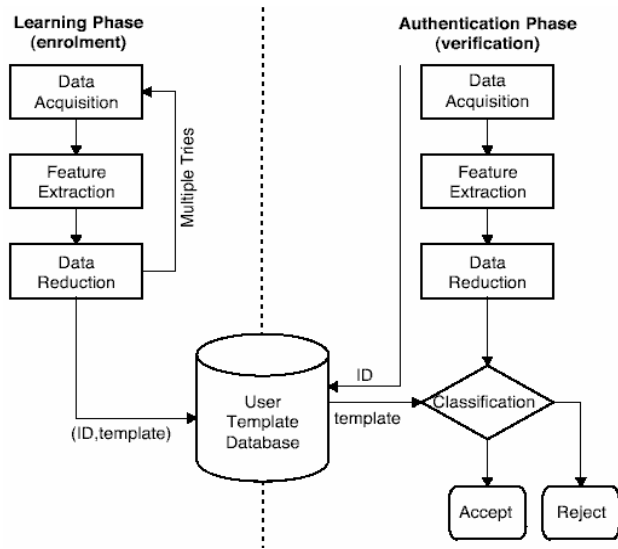 Learning Phase
(enrolment)
Data
Acquisition
Feature
Extraction
Data
Reduction
Multiple Tries
(ID,template)
User
Template
Database
Authentication Phase
(verification)
Data
Acquisition
Feature
Extraction
Data
Reduction
ID
template
Classification
Accept
Reject